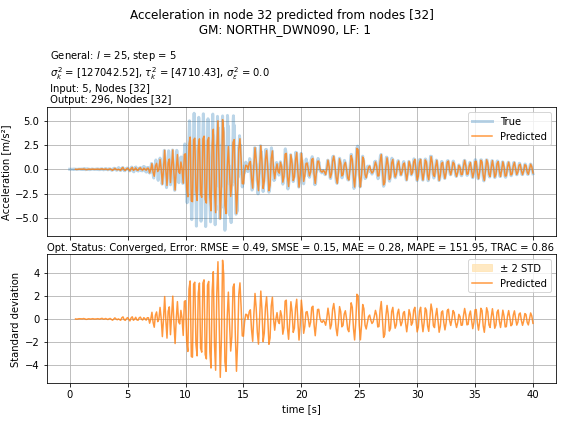 Acceleration in node 32 predicted from nodes [32]
GM: NORTHR_DWN090, LF: 1
General: l = 25, step = 5
σ²ₖ = [127042.52], τ²ₖ = [4710.43], σ²ₑ = 0.0
Input: 5, Nodes [32]
Output: 296, Nodes [32]
5.0
2.5
0.0
−2.5
−5.0
Acceleration [m/s²]
True
Predicted
Opt. Status: Converged, Error: RMSE = 0.49, SMSE = 0.15, MAE = 0.28, MAPE = 151.95, TRAC = 0.86
4
2
0
−2
−4
Standard deviation
± 2 STD
Predicted
0 5 10 15 20 25 30 35 40
time [s]